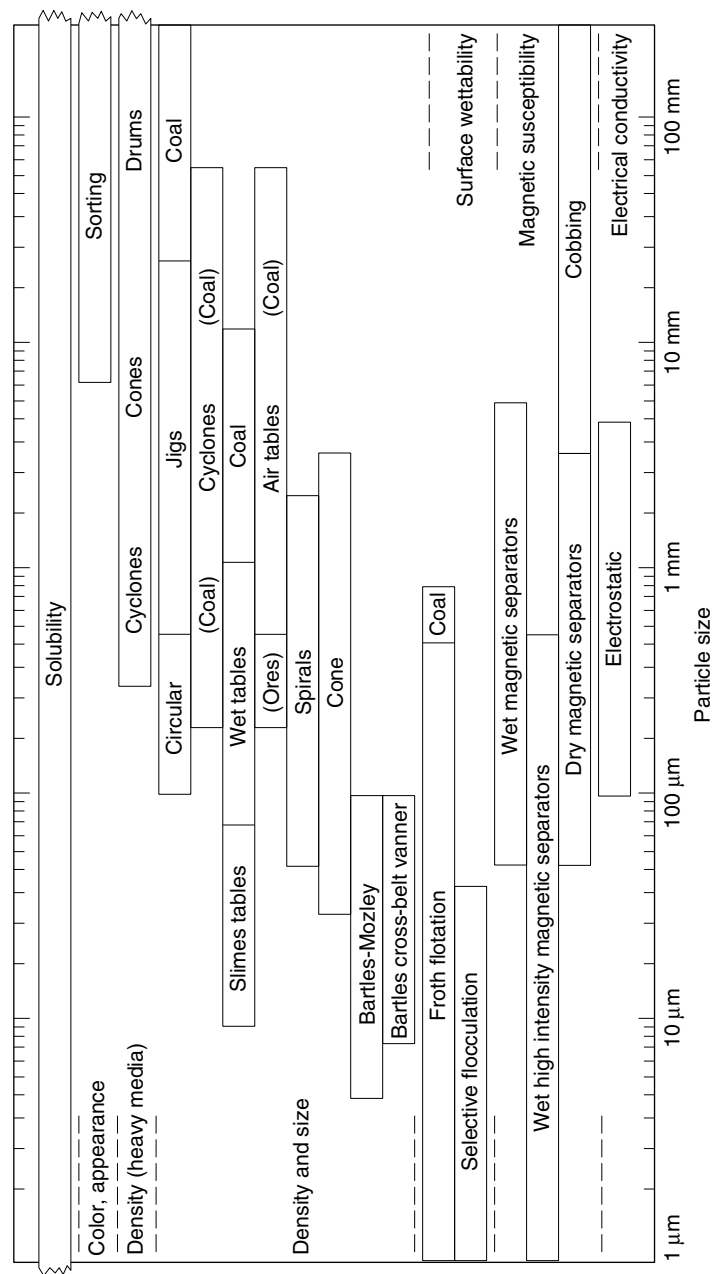 Solubility
Color, appearance
Sorting
Density (heavy media)
Cyclones
Cones
Drums
Circular
Jigs
Coal
(Coal)
Cyclones
(Coal)
Slimes tables
Wet tables
Coal
(Ores)
Air tables
(Coal)
Density and size
Spirals
Cone
Bartles-Mozley
Bartles cross-belt vanner
Froth flotation
Coal
Selective flocculation
Surface wettability
Wet magnetic separators
Wet high intensity magnetic separators
Magnetic susceptibility
Dry magnetic separators
Cobbing
Electrostatic
Electrical conductivity
1 μm
10 μm
100 μm
1 mm
10 mm
100 mm
Particle size